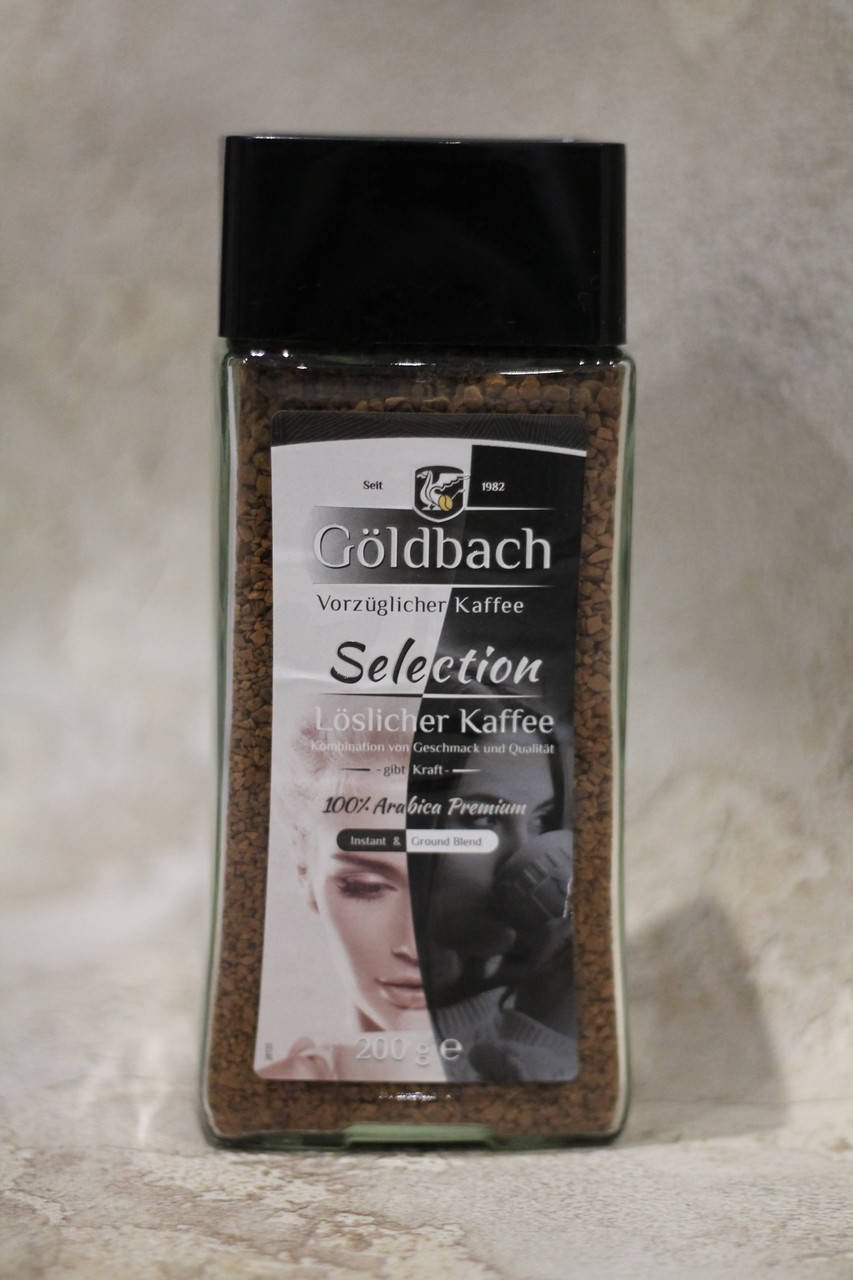 Seit 1982
Göldbach
Vorzüglicher Kaffee
Selection
Löslicher Kaffee
Kombination von Geschmack und Qualität
-gibt Kraft-
100% Arabica Premium
Instant & Ground Blend
200 g ℮